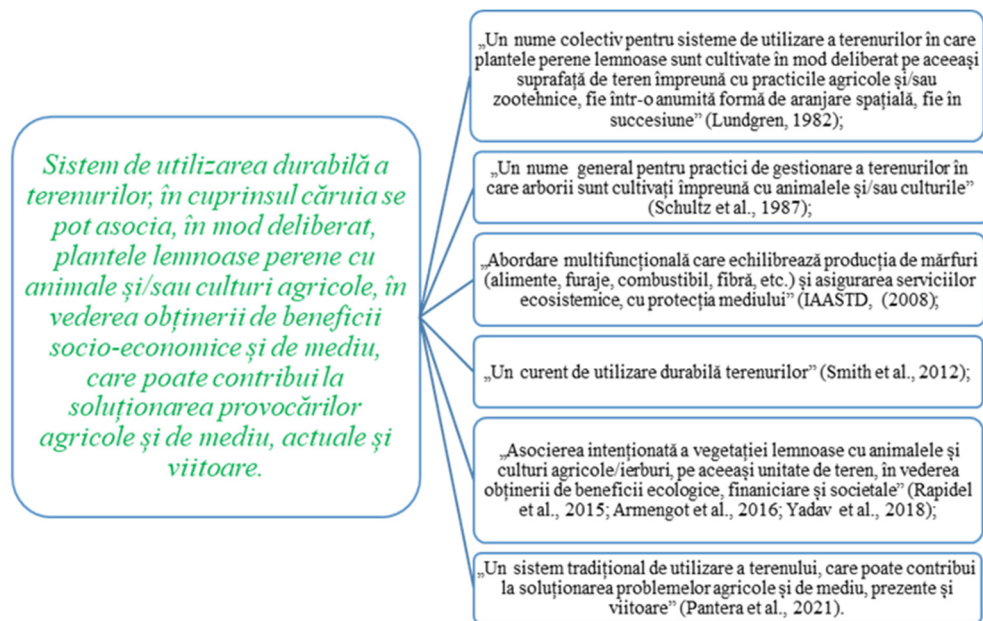 Sistem de utilizarea durabilă a
terenurilor, în cuprinsul căruia se
pot asocia, în mod deliberat,
plantele lemnoase perene cu
animale și/sau culturi agricole, în
vederea obținerii de beneficii
socio-economice și de mediu,
care poate contribui la
soluționarea provocărilor
agricole și de mediu, actuale și
viitoare.
„Un nume colectiv pentru sisteme de utilizare a terenurilor în care
plantele perene lemnoase sunt cultivate în mod deliberat pe aceeași
suprafață de teren împreună cu practicile agricole și/sau
zootehnice, fie într-o anumită formă de aranjare spațială, fie în
succesiune” (Lundgren, 1982);
„Un nume general pentru practici de gestionare a terenurilor în
care arborii sunt cultivați împreună cu animalele și/sau culturile”
(Schultz et al., 1987);
„Abordare multifuncțională care echilibrează producția de mărfuri
(alimente, furaje, combustibil, fibră, etc.) și asigurarea serviciilor
ecosistemice, cu protecția mediului” (IAASTD, (2008);
„Un curent de utilizare durabilă terenurilor” (Smith et al., 2012);
„Asocierea intenționată a vegetației lemnoase cu animalele și
culturi agricole/ierburi, pe aceeași unitate de teren, în vederea
obținerii de beneficii ecologice, finaniciare și societale” (Rapidel
et al., 2015; Armengot et al., 2016; Yadav et al., 2018);
„Un sistem tradițional de utilizare a terenului, care poate contribui
la soluționarea problemelor agricole și de mediu, prezente și
viitoare” (Pantera et al., 2021).